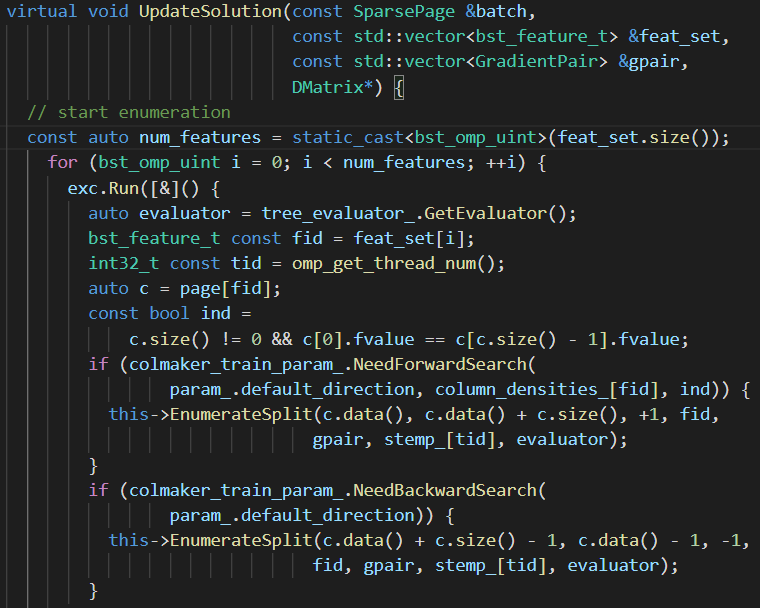 virtual void UpdateSolution(const SparsePage &batch,
const std::vector<bst_feature_t> &feat_set,
const std::vector<GradientPair> &gpair,
DMatrix*) {
// start enumeration
const auto num_features = static_cast<bst_omp_uint>(feat_set.size());
for (bst_omp_uint i = 0; i < num_features; ++i) {
exc.Run([&]() {
auto evaluator = tree_evaluator_.GetEvaluator();
bst_feature_t const fid = feat_set[i];
int32_t const tid = omp_get_thread_num();
auto c = page[fid];
const bool ind =
c.size() != 0 && c[0].fvalue == c[c.size() - 1].fvalue;
if (colmaker_train_param_.NeedForwardSearch(
param_.default_direction, column_densities_[fid], ind)) {
this->EnumerateSplit(c.data(), c.data() + c.size(), +1, fid,
gpair, stemp_[tid], evaluator);
}
if (colmaker_train_param_.NeedBackwardSearch(
param_.default_direction)) {
this->EnumerateSplit(c.data() + c.size() - 1, c.data() - 1, -1,
fid, gpair, stemp_[tid], evaluator);
}